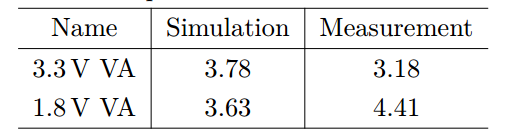 Name Simulation Measurement
3.3 V VA 3.78 3.18
1.8 V VA 3.63 4.41